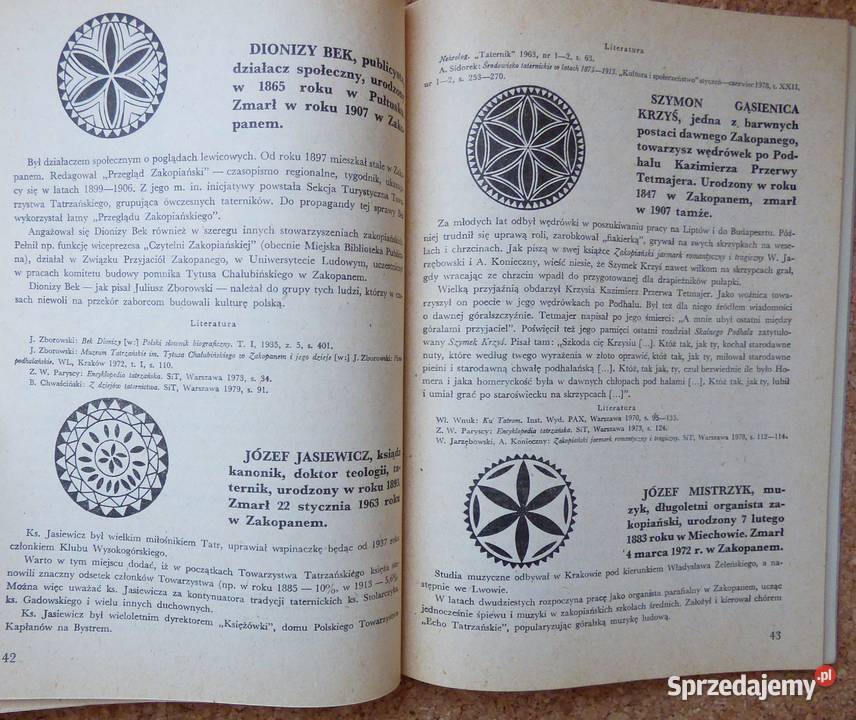 DIONIZY BEK, publicysta,
działacz społeczny, urodzony
w 1865 roku w Pułtusku.
Zmarł w roku 1907 w Zako-
panem.
Był działaczem społecznym o poglądach lewicowych. Od roku 1897 mieszkał stale w Zako-
panem. Redagował „Przegląd Zakopiański” — czasopismo regionalne, tygodnik, ukazują-
cy się w latach 1899—1906. Z jego m. in. inicjatywy powstała Sekcja Turystyczna Towa-
rzystwa Tatrzańskiego, grupująca ówczesnych taterników. Do propagandy tej sprawy Bek
wykorzystał łamy „Przeglądu Zakopiańskiego”.
Angażował się Dionizy Bek również w szeregu innych stowarzyszeniach zakopiańskich.
Pełnił np. funkcję wiceprezesa „Czytelni Zakopiańskiej” (obecnie Miejska Biblioteka Publicz-
na), działał w Związku Przyjaciół Zakopanego, w Uniwersytecie Ludowym, uczestniczył
w pracach komitetu budowy pomnika Tytusa Chałubińskiego w Zakopanem.
Dionizy Bek — jak pisał Juliusz Zborowski — należał do grupy tych ludzi, którzy w cza-
sach niewoli na przekór zaborcom budowali kulturę polską.
Literatura
J. Zborowski: Bek Dionizy [w:] Polski słownik biograficzny. T. I, 1935, z. 5, s. 401.
J. Zborowski: Muzeum Tatrzańskie im. Tytusa Chałubińskiego w Zakopanem i jego dzieje [w:] J. Zborowski: Pisma
podhalańskie. WL, Kraków 1972, t. I, s. 110.
Z. W. Paryscy: Encyklopedia tatrzańska. SiT, Warszawa 1973, s. 34.
B. Chwaściński: Z dziejów taternictwa. SiT, Warszawa 1979, s. 91.
JÓZEF JASIEWICZ, ksiądz
kanonik, doktor teologii, ta-
ternik, urodzony w roku 1893.
Zmarł 22 stycznia 1963 roku
w Zakopanem.
Ks. Jasiewicz był wielkim miłośnikiem Tatr, uprawiał wspinaczkę będąc od 1937 roku
członkiem Klubu Wysokogórskiego.
Warto w tym miejscu dodać, iż w początkach Towarzystwa Tatrzańskiego księża sta-
nowili znaczny odsetek członków Towarzystwa (np. w roku 1885 — 10%, w 1913 — 5,6%).
Można więc uważać ks. Jasiewicza za kontynuatora tradycji taternickich ks. Stolarczyka,
ks. Gadowskiego i wielu innych duchownych.
Ks. Jasiewicz był wieloletnim dyrektorem „Księżówki”, domu Polskiego Towarzystwa
Kapłanów na Bystrem.
42
Literatura
Nekrolog. „Taternik” 1963, nr 1—2, s. 63.
A. Sidorek: Środowisko taternickie w latach 1873—1913. „Kultura i społeczeństwo” styczeń—czerwiec 1978, t. XXII,
nr 1—2, s. 253—270.
SZYMON GĄSIENICA
KRZYŚ, jedna z barwnych
postaci dawnego Zakopanego,
towarzysz wędrówek po Pod-
halu Kazimierza Przerwy
Tetmajera. Urodzony w roku
1847 w Zakopanem, zmarł
w 1907 tamże.
Za młodych lat odbył wędrówki w poszukiwaniu pracy na Liptów i do Budapesztu. Póź-
niej trudnił się uprawą roli, zarobkował „fiakerką”, grywał na swych skrzypkach na wese-
lach i chrzcinach. Jak piszą w swej książce Zakopiański jarmark romantyczny i tragiczny W. Ja-
rzębowski i A. Konieczny, wieść niesie, że Szymek Krzyś nawet wilkom na skrzypcach grał,
gdy wracając ze chrzcin wpadł do przygotowanej dla drapieżników pułapki.
Wielką przyjaźnią obdarzył Krzysia Kazimierz Przerwa Tetmajer. Jako woźnica towa-
rzyszył on poecie w jego wędrówkach po Podhalu. Był też dla niego źródłem wiadomości
o dawnej góralszczyźnie. Tetmajer napisał po jego śmierci: „A mnie ubył ostatni między
góralami przyjaciel”. Poświęcił też jego pamięci ostatni rozdział Skalnego Podhala zatytuło-
wany Szymek Krzyś. Pisał tam: „Szkoda cię Krzysiu [...]. Któż tak, jak ty, kochał starodawne
nuty, które według twego wyrażenia w złoto oprawić, któż tak, jak ty, miłował starodawne
pieśni i starodawną chwałę podhalańską [...]. Któż tak, jak ty, czuł bezwiednie ile było Ho-
mera i jaka homeryckość była w dawnych chłopach pod halami [...]. Któż tak, jak ty, lubił
i umiał grać po starowiecku na skrzypcach [...]”.
Literatura
Wł. Wnuk: Ku Tatrom. Inst. Wyd. PAX, Warszawa 1970, s. 95—135.
Z. W. Paryscy: Encyklopedia tatrzańska. SiT, Warszawa 1973, s. 124.
W. Jarzębowski, A. Konieczny: Zakopiański jarmark romantyczny i tragiczny. SiT, Warszawa 1978, s. 112—114.
JÓZEF MISTRZYK, mu-
zyk, długoletni organista za-
kopiański, urodzony 7 lutego
1883 roku w Miechowie. Zmarł
4 marca 1972 r. w Zakopanem.
Studia muzyczne odbywał w Krakowie pod kierunkiem Władysława Żeleńskiego, a na-
stępnie we Lwowie.
W latach dwudziestych rozpoczyna pracę jako organista parafialny w Zakopanem, ucząc
jednocześnie śpiewu i muzyki w zakopiańskich szkołach średnich. Założył i kierował chórem
„Echo Tatrzańskie”, popularyzując góralską muzykę ludową.
43
Sprzedajemy.pl